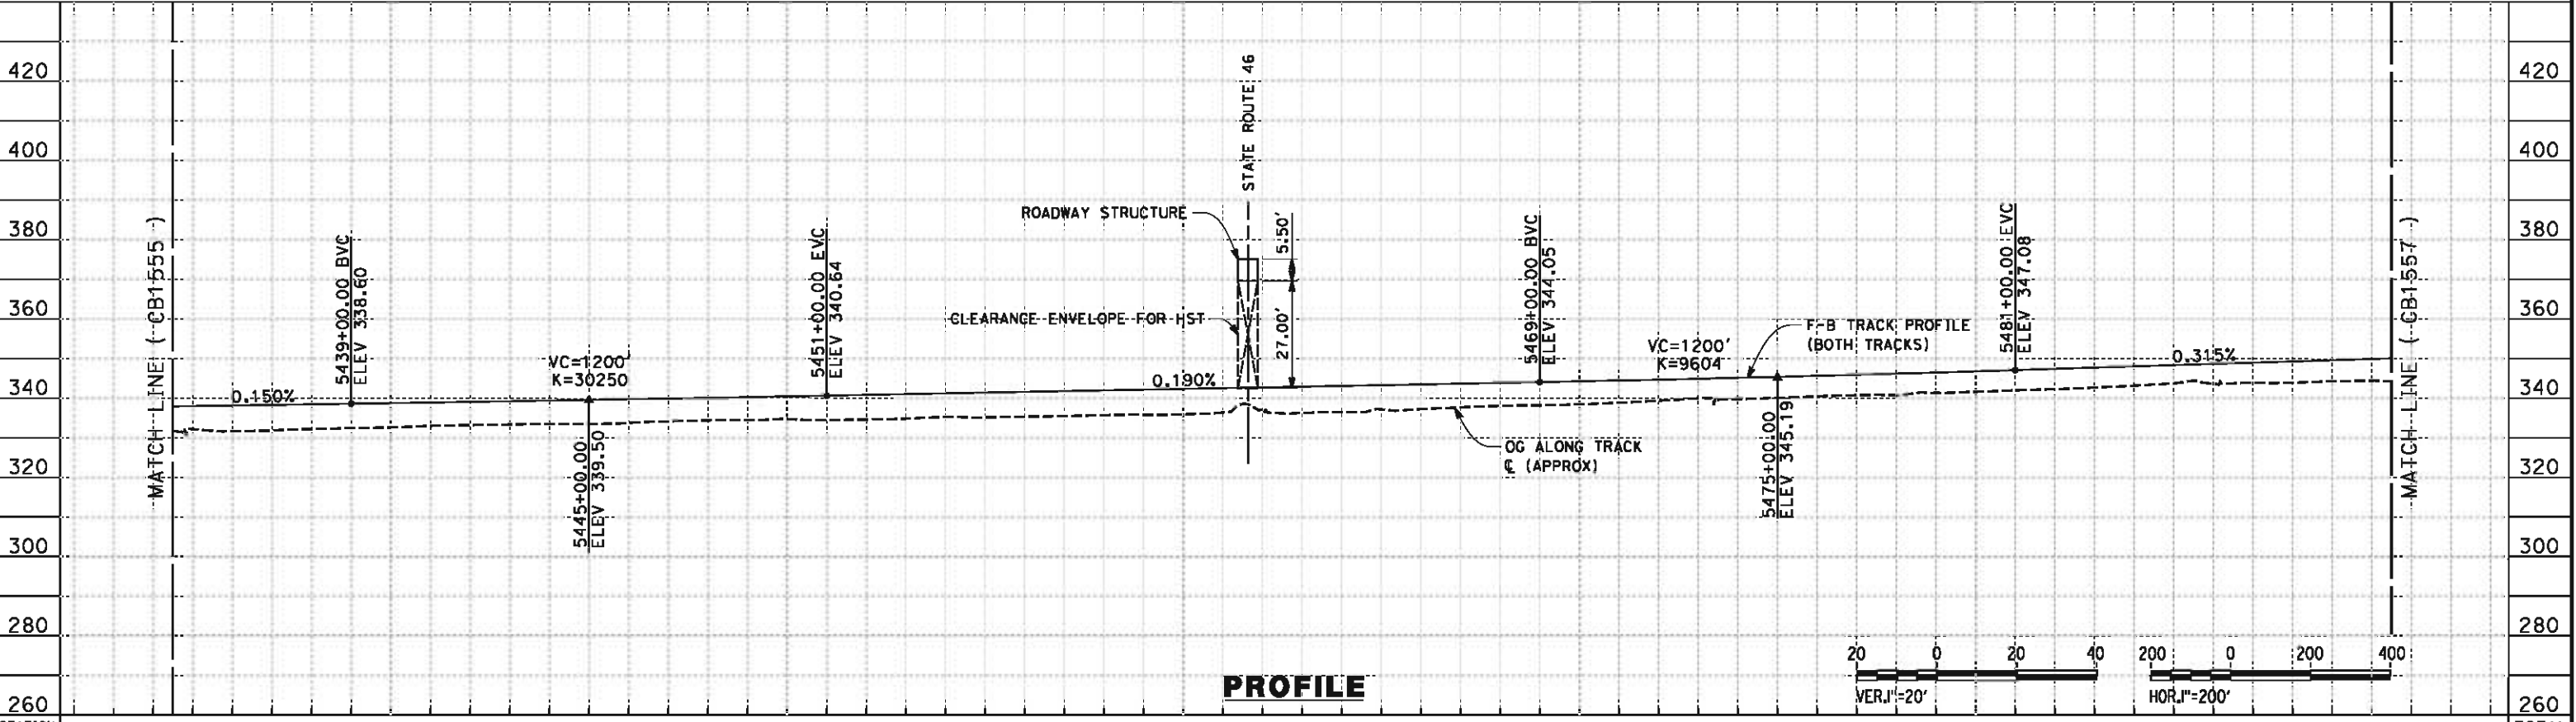 420
400
380
360
340
320
300
280
260
MATCH LINE ( CB1555 )
0.150%
5439+00.00 BVC
ELEV 338.60
VC=1200'
K=30250
5445+00.00
ELEV 339.50
5451+00.00 EVC
ELEV 340.64
ROADWAY STRUCTURE
CLEARANCE ENVELOPE FOR HST
0.190%
STATE ROUTE 46
5.50'
27.00'
OG ALONG TRACK
℄ (APPROX)
5469+00.00 BVC
ELEV 344.05
VC=1200'
K=9604
F-B TRACK PROFILE
(BOTH TRACKS)
5475+00.00
ELEV 345.19
5481+00.00 EVC
ELEV 347.08
0.315%
MATCH LINE ( CB1557 )
420
400
380
360
340
320
300
280
260
PROFILE
20 0 20 40
VER.1"=20'
200 0 200 400
HOR.1"=200'